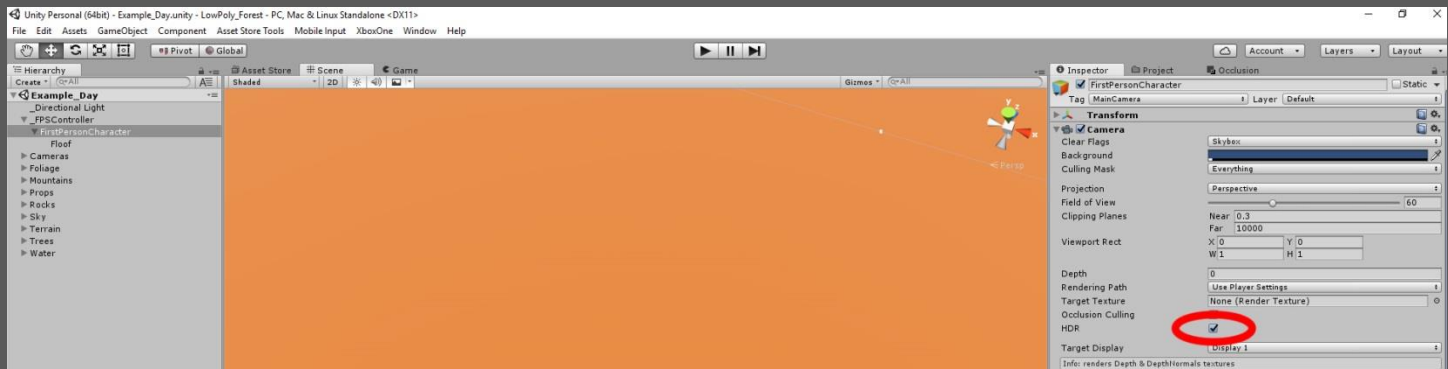 Unity Personal (64bit) - Example_Day.unity - LowPoly_Forest - PC, Mac & Linux Standalone <DX11>
File Edit Assets GameObject Component Asset Store Tools Mobile Input XboxOne Window Help
Pivot Global Account Layers Layout
Hierarchy
Create All
Example_Day
_Directional Light
_FPSController
FirstPersonCharacter
Floof
Cameras
Foliage
Mountains
Props
Rocks
Sky
Terrain
Trees
Water
Asset Store Scene Game
Shaded 2D Gizmos All
y
x
Persp
Inspector Project Occlusion
FirstPersonCharacter Static
Tag MainCamera Layer Default
Transform
Camera
Clear Flags Skybox
Background
Culling Mask Everything
Projection Perspective
Field of View 60
Clipping Planes Near 0.3
Far 10000
Viewport Rect X 0 Y 0
W 1 H 1
Depth 0
Rendering Path Use Player Settings
Target Texture None (Render Texture)
Occlusion Culling
HDR
Target Display Display 1
Info: renders Depth & DepthNormals textures